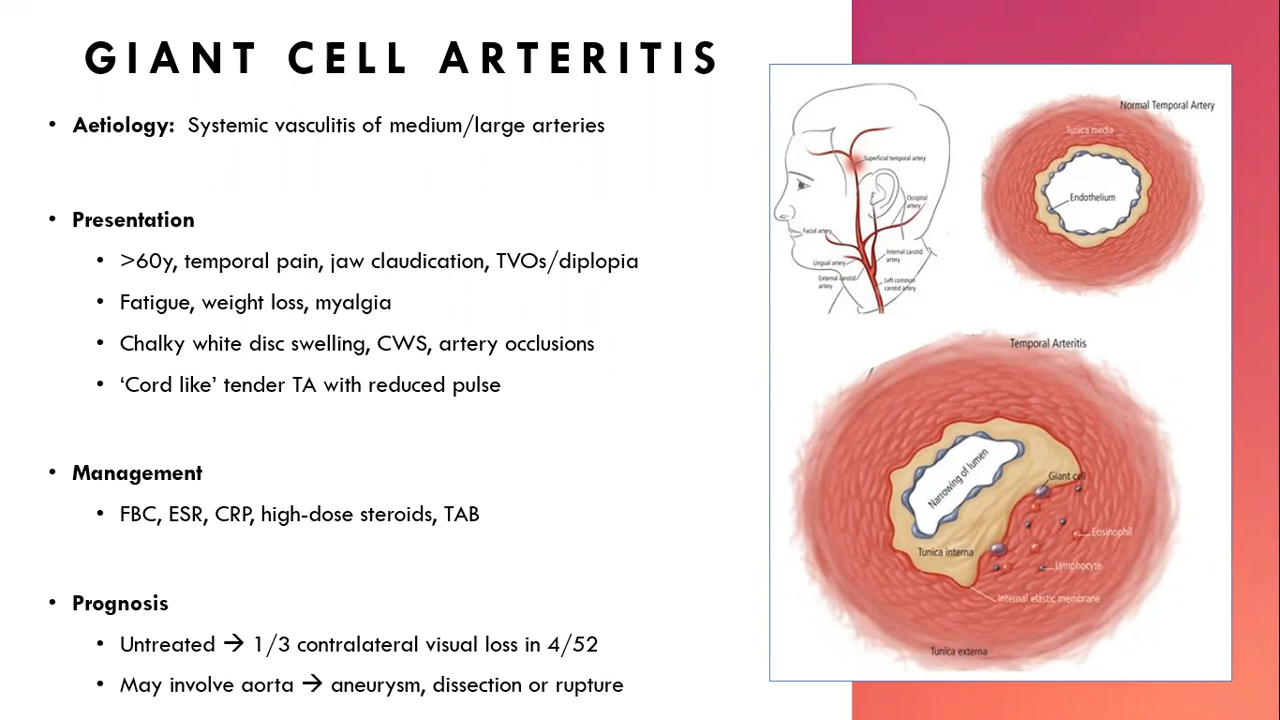 GIANT CELL ARTERITIS
• Aetiology: Systemic vasculitis of medium/large arteries
• Presentation
• >60y, temporal pain, jaw claudication, TVOs/diplopia
• Fatigue, weight loss, myalgia
• Chalky white disc swelling, CWS, artery occlusions
• ‘Cord like’ tender TA with reduced pulse
• Management
• FBC, ESR, CRP, high-dose steroids, TAB
• Prognosis
• Untreated → 1/3 contralateral visual loss in 4/52
• May involve aorta → aneurysm, dissection or rupture
Superficial temporal artery
Occipital
artery
Facial artery
Lingual artery
External carotid
artery
Internal carotid
artery
Left common
carotid artery
Normal Temporal Artery
Tunica media
Endothelium
Temporal Arteritis
Narrowing of lumen
Giant cell
Eosinophil
Tunica interna
Lymphocyte
Internal elastic membrane
Tunica externa